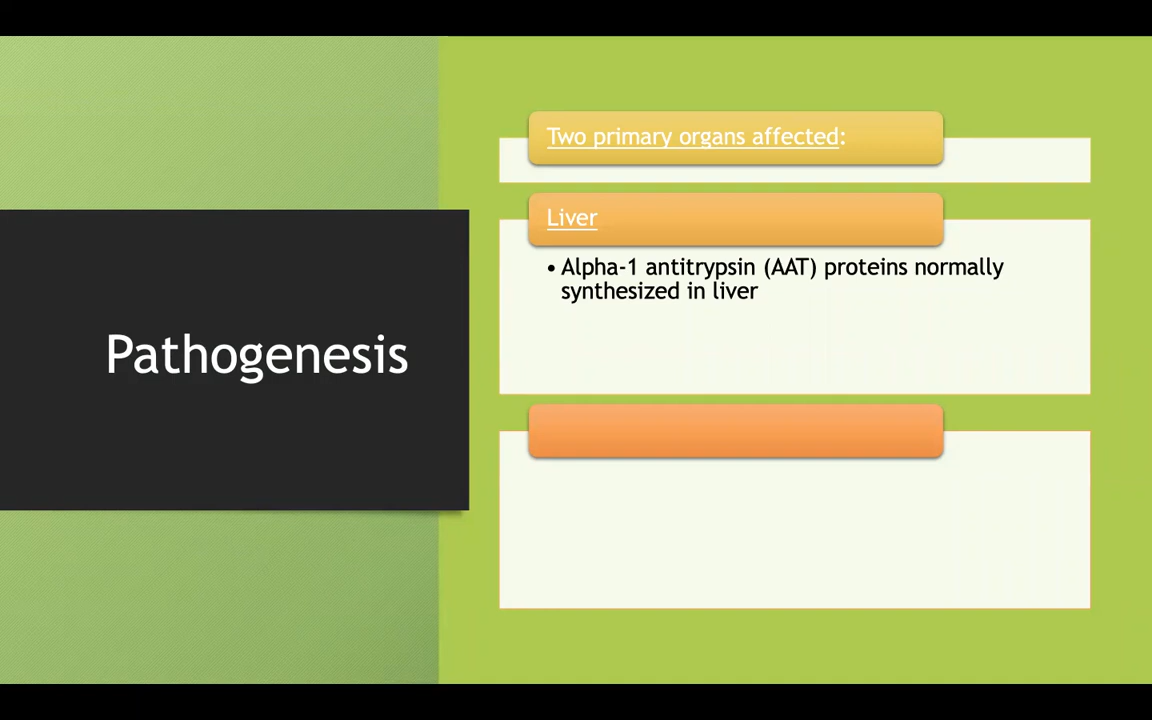 Pathogenesis
Two primary organs affected:
Liver
• Alpha-1 antitrypsin (AAT) proteins normally
synthesized in liver